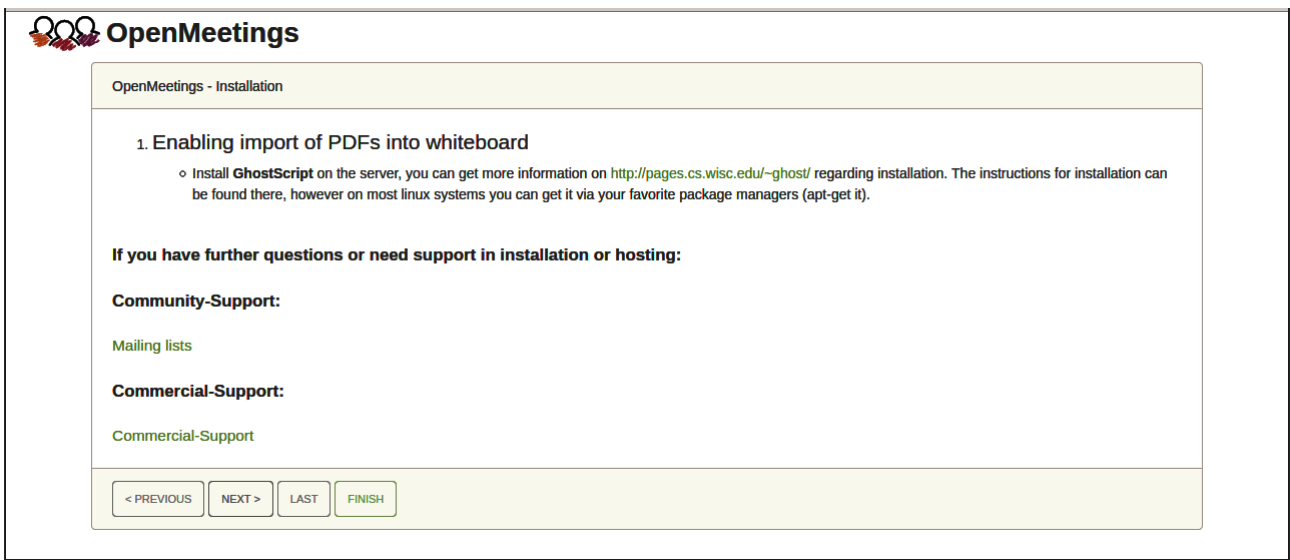 OpenMeetings
OpenMeetings - Installation
1. Enabling import of PDFs into whiteboard
Install GhostScript on the server, you can get more information on http://pages.cs.wisc.edu/~ghost/ regarding installation. The instructions for installation can
be found there, however on most linux systems you can get it via your favorite package managers (apt-get it).
If you have further questions or need support in installation or hosting:
Community-Support:
Mailing lists
Commercial-Support:
Commercial-Support
< PREVIOUS NEXT > LAST FINISH